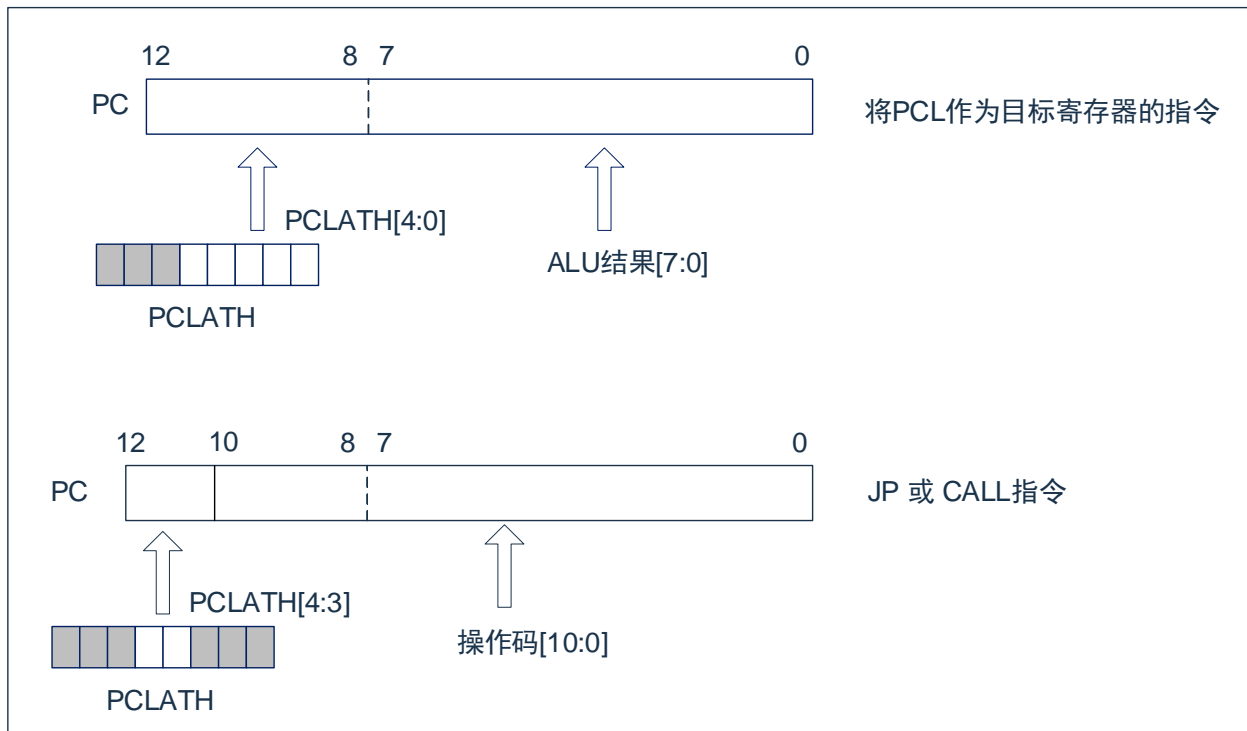 12 8 7 0
PC 将PCL作为目标寄存器的指令
PCLATH[4:0]
ALU结果[7:0]
PCLATH
12 10 8 7 0
PC JP 或 CALL指令
PCLATH[4:3]
操作码[10:0]
PCLATH